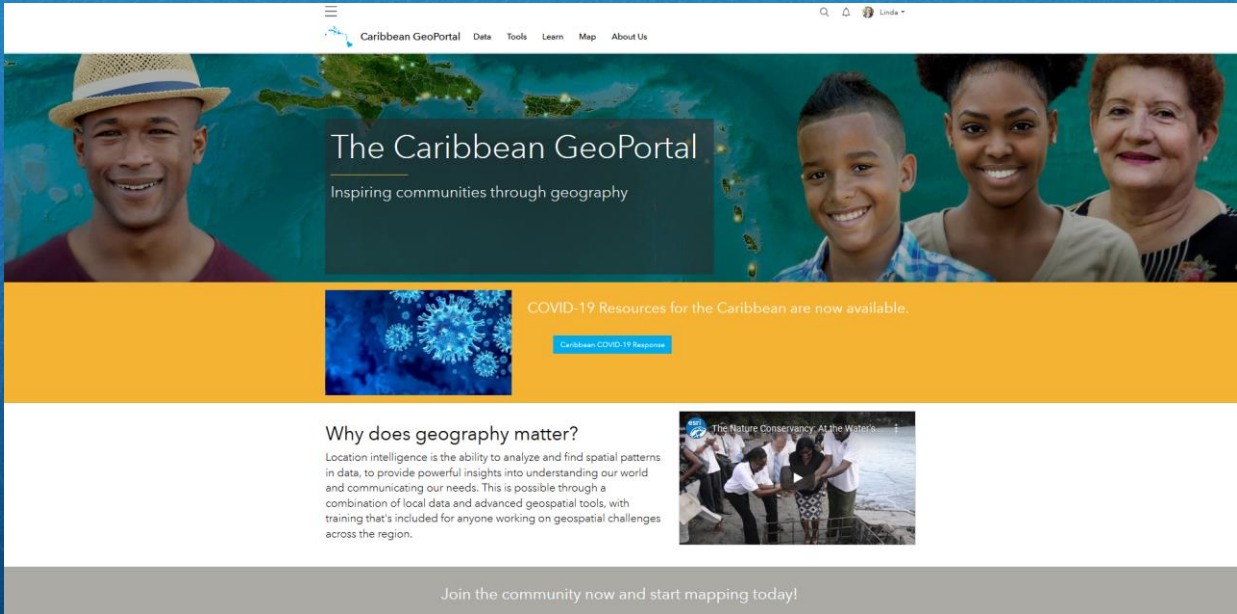 Linda
Caribbean GeoPortal Data Tools Learn Map About Us
The Caribbean GeoPortal
Inspiring communities through geography
COVID-19 Resources for the Caribbean are now available.
Caribbean COVID-19 Response
Why does geography matter?
Location intelligence is the ability to analyze and find spatial patterns
in data, to provide powerful insights into understanding our world
and communicating our needs. This is possible through a
combination of local data and advanced geospatial tools, with
training that's included for anyone working on geospatial challenges
across the region.
esri
The Nature Conservancy: At the Water's...
Join the community now and start mapping today!